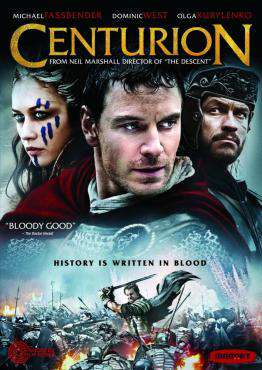 MICHAEL FASSBENDER DOMINIC WEST OLGA KURYLENKO
CENTURION
FROM NEIL MARSHALL DIRECTOR OF "THE DESCENT"
"BLOODY GOOD"
HISTORY IS WRITTEN IN BLOOD
MAGNET